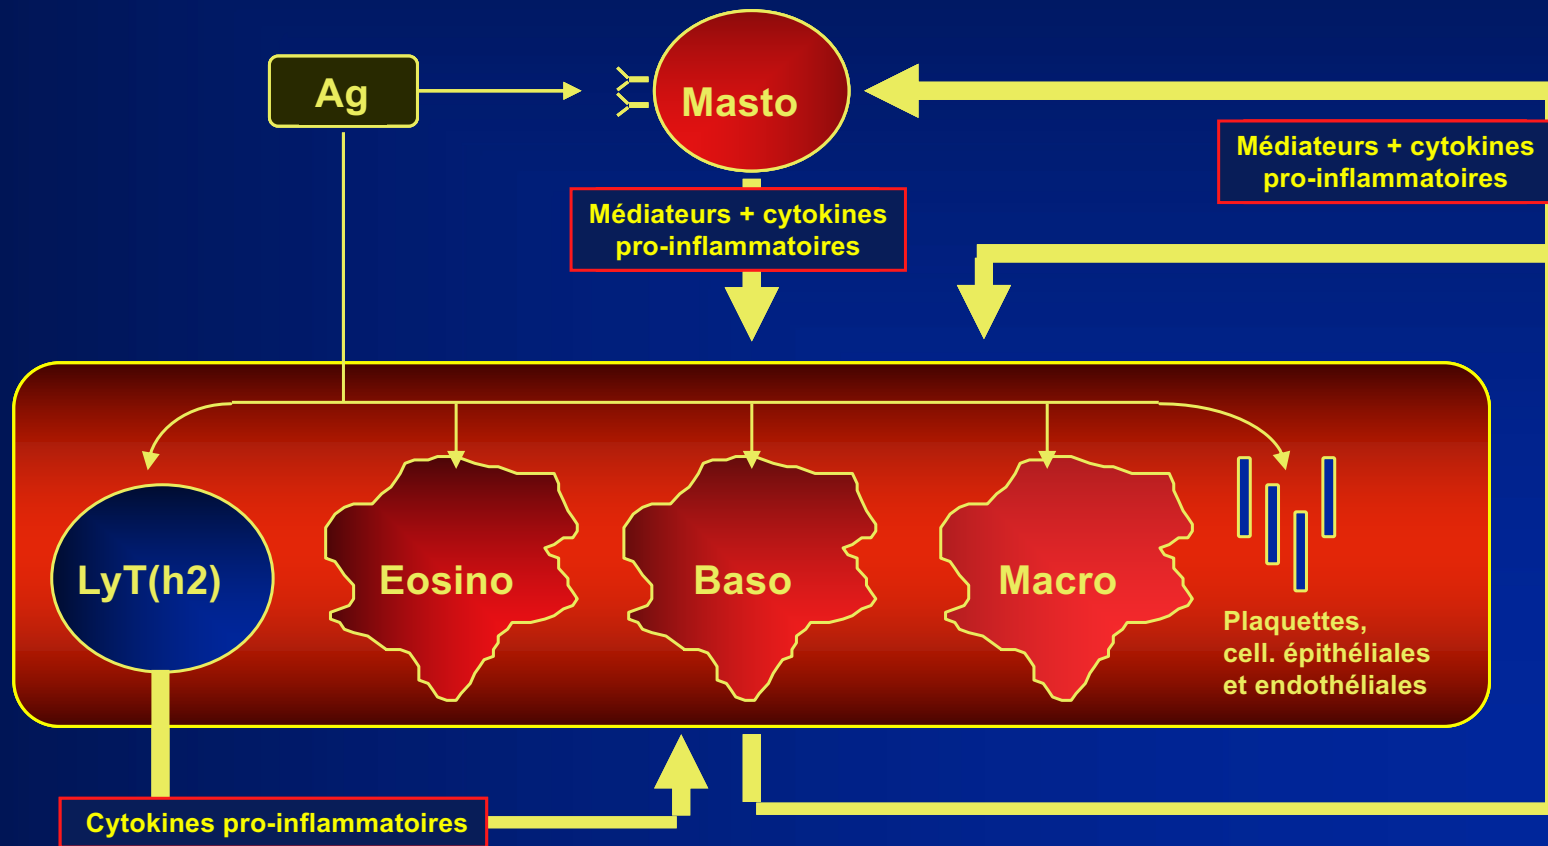 Ag
Masto
Médiateurs + cytokines
pro-inflammatoires
Médiateurs + cytokines
pro-inflammatoires
LyT(h2)
Eosino
Baso
Macro
Plaquettes,
cell. épithéliales
et endothéliales
Cytokines pro-inflammatoires